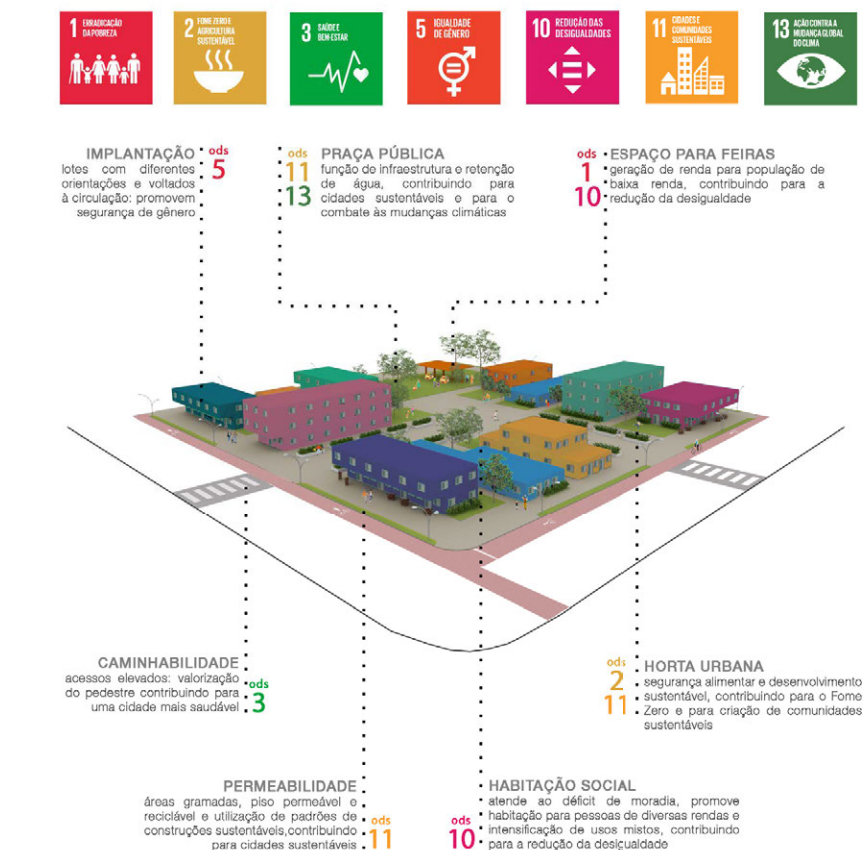 1 ERRADICAÇÃO
DA POBREZA
2 FOME ZERO E
AGRICULTURA
SUSTENTÁVEL
3 SAÚDE E
BEM-ESTAR
5 IGUALDADE
DE GÊNERO
10 REDUÇÃO DAS
DESIGUALDADES
11 CIDADES E
COMUNIDADES
SUSTENTÁVEIS
13 AÇÃO CONTRA A
MUDANÇA GLOBAL
DO CLIMA
IMPLANTAÇÃO
lotes com diferentes
orientações e voltados
à circulação: promovem
segurança de gênero
ods
5
ods
11
13
PRAÇA PÚBLICA
função de infraestrutura e retenção
de água, contribuindo para
cidades sustentáveis e para o
combate às mudanças climáticas
ods
1
10
ESPAÇO PARA FEIRAS
geração de renda para população de
baixa renda, contribuindo para a
redução da desigualdade
CAMINHABILIDADE
acessos elevados: valorização
do pedestre contribuindo para
uma cidade mais saudável
ods
3
ods
2
11
HORTA URBANA
segurança alimentar e desenvolvimento
sustentável, contribuindo para o Fome
Zero e para criação de comunidades
sustentáveis
PERMEABILIDADE
áreas gramadas, piso permeável e
reciclável e utilização de padrões de
construções sustentáveis,contribuindo
para cidades sustentáveis
ods
11
ods
10
HABITAÇÃO SOCIAL
atende ao déficit de moradia, promove
habitação para pessoas de diversas rendas e
intensificação de usos mistos, contribuindo
para a redução da desigualdade